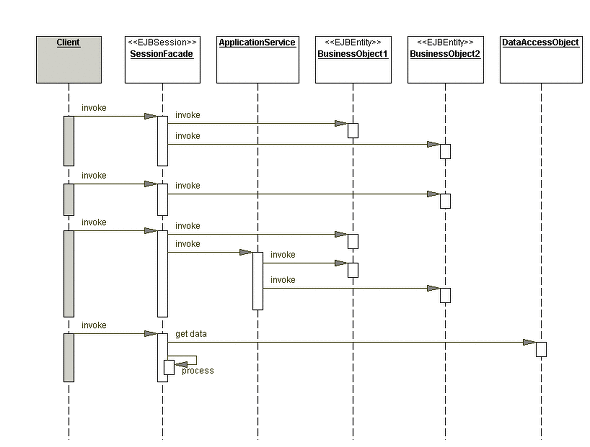 Client
<<EJBSession>>
SessionFacade
ApplicationService
<<EJBEntity>>
BusinessObject1
<<EJBEntity>>
BusinessObject2
DataAccessObject
invoke
invoke
invoke
invoke
invoke
invoke
invoke
invoke
invoke
invoke
invoke
get data
process